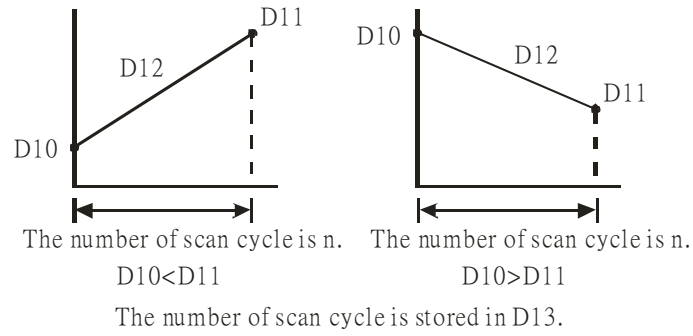 D11
D12
D10
D10
D12
D11
The number of scan cycle is n.
D10<D11
The number of scan cycle is n.
D10>D11
The number of scan cycle is stored in D13.